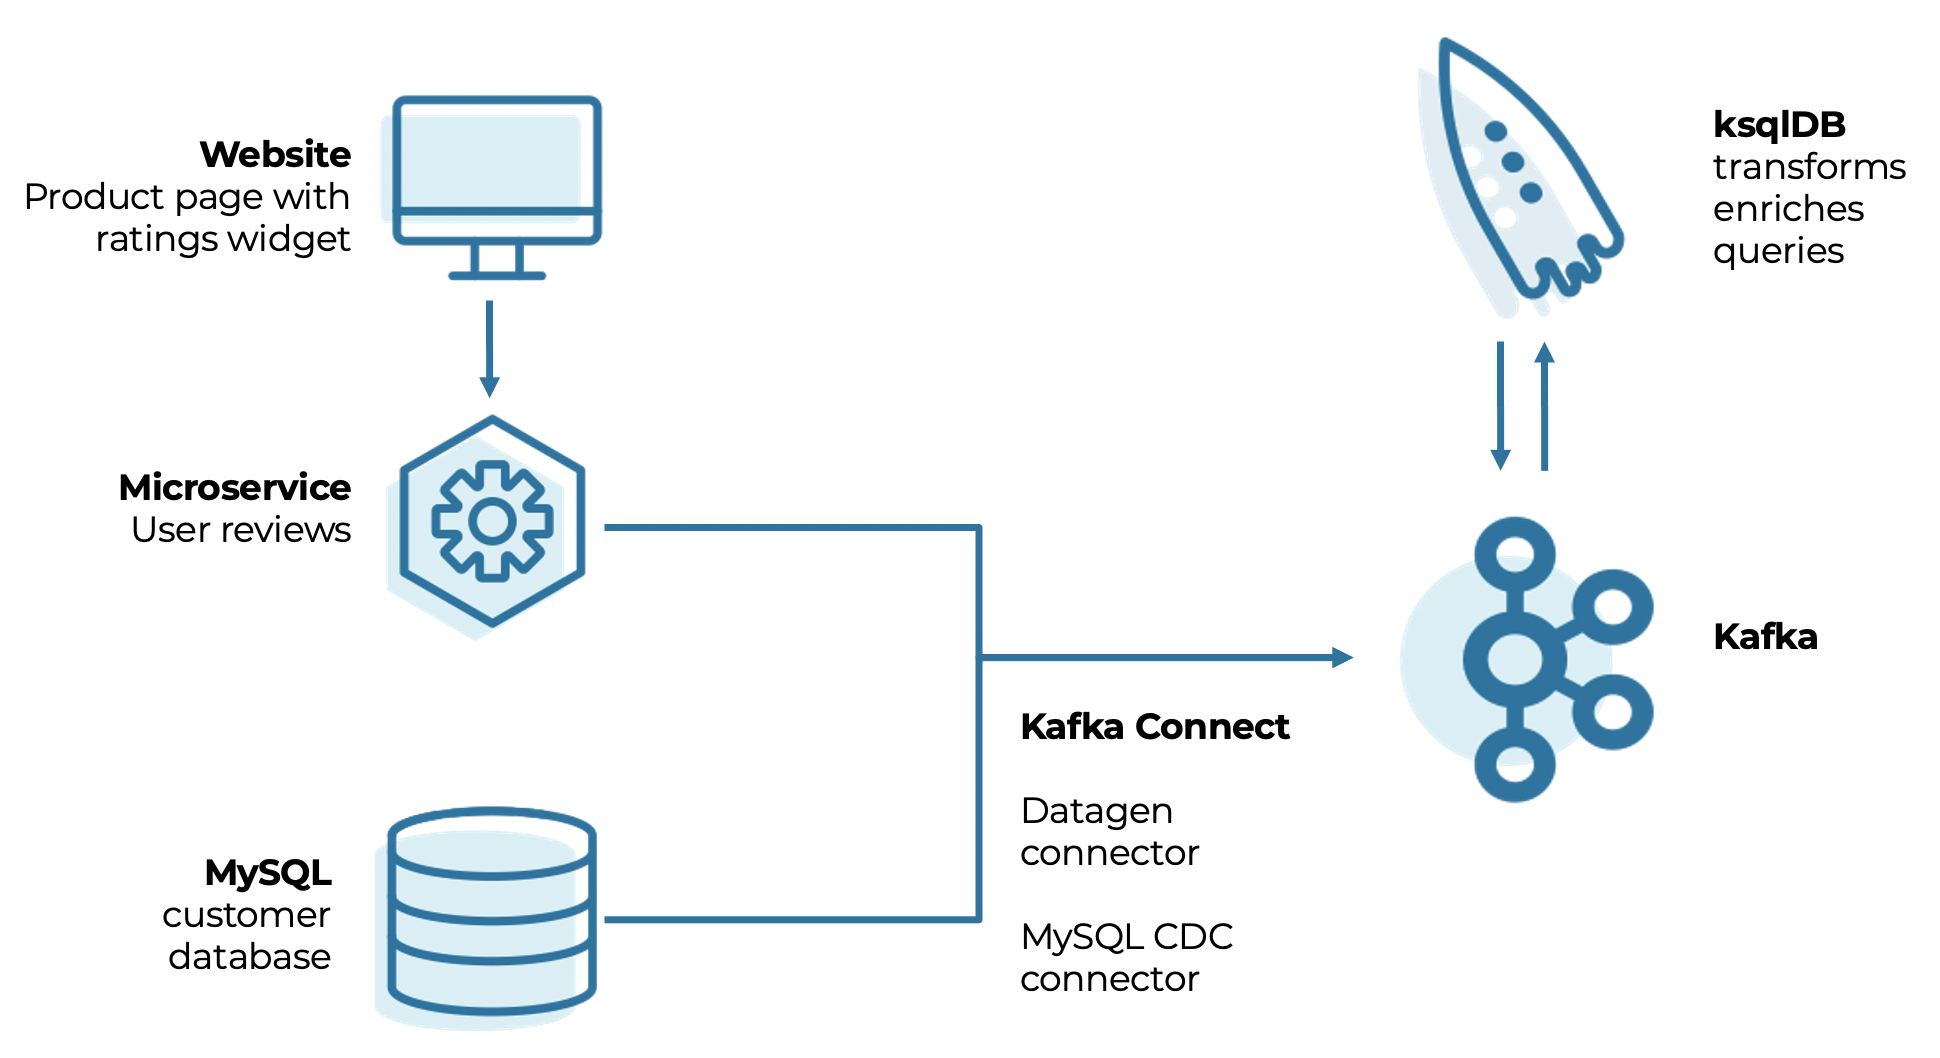 Website
Product page with
ratings widget
Microservice
User reviews
MySQL
customer
database
Kafka Connect
Datagen
connector
MySQL CDC
connector
ksqlDB
transforms
enriches
queries
Kafka